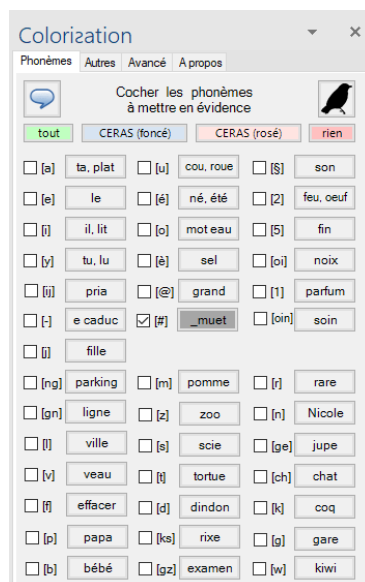 Colorization
Phonèmes Autres Avancé A propos
Cocher les phonèmes
à mettre en évidence
tout CERAS (foncé) CERAS (rosé) rien
[a] ta, plat [u] cou, roue [§] son
[e] le [é] né, été [2] feu, oeuf
[i] il, lit [o] mot eau [5] fin
[y] tu, lu [è] sel [oi] noix
[ij] pria [@] grand [1] parfum
[-] e caduc [#] _muet [oin] soin
[j] fille
[ng] parking [m] pomme [r] rare
[gn] ligne [z] zoo [n] Nicole
[l] ville [s] scie [ge] jupe
[v] veau [t] tortue [ch] chat
[f] effacer [d] dindon [k] coq
[p] papa [ks] rixe [g] gare
[b] bébé [gz] examen [w] kiwi